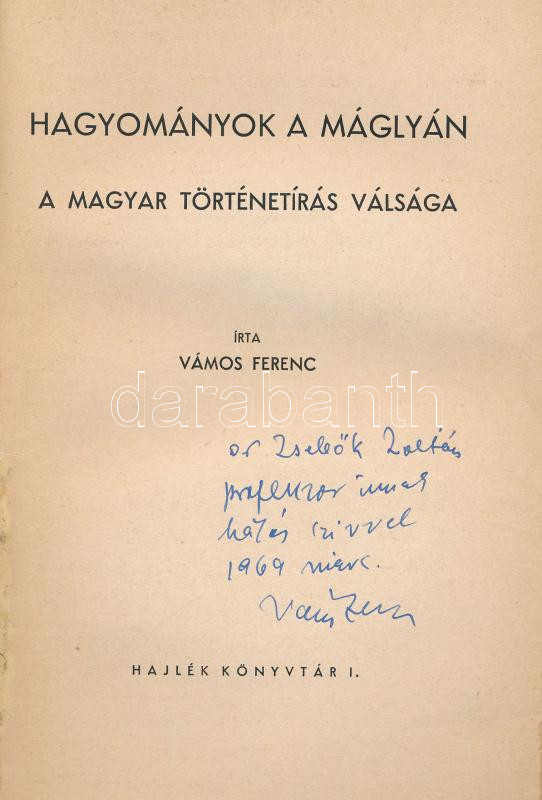 HAGYOMÁNYOK A MÁGLYÁN
A MAGYAR TÖRTÉNETÍRÁS VÁLSÁGA
ÍRTA
VÁMOS FERENC
darabanth
dr Zsebők Zoltán
professzor úrnak
hálás szivvel
1969 márc.
HAJLÉK KÖNYVTÁR I.